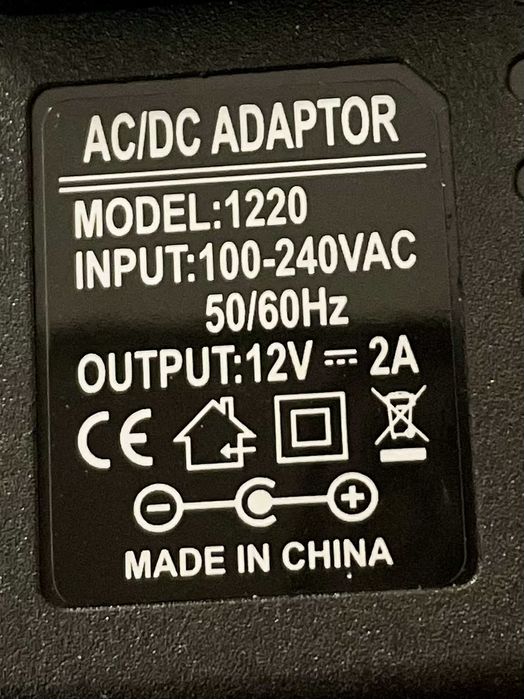 AC/DC ADAPTOR
MODEL:1220
INPUT:100-240VAC
50/60Hz
OUTPUT:12V ⎓ 2A
CE
MADE IN CHINA